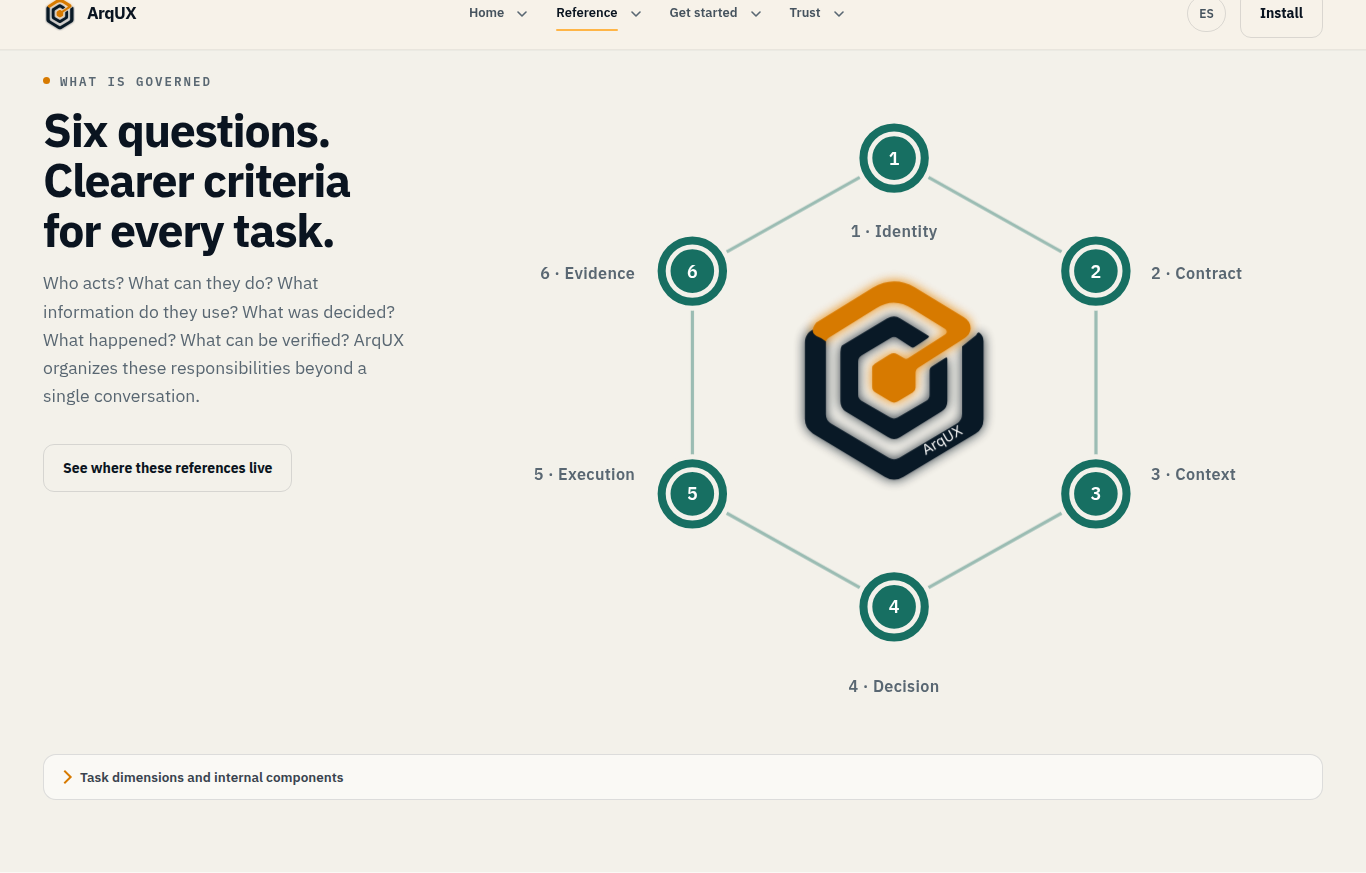 ArqUX
Home
Reference
Get started
Trust
ES
Install
WHAT IS GOVERNED
Six questions.
Clearer criteria
for every task.
Who acts? What can they do? What
information do they use? What was decided?
What happened? What can be verified? ArqUX
organizes these responsibilities beyond a
single conversation.
See where these references live
1
1 · Identity
2
2 · Contract
3
3 · Context
4
4 · Decision
5
5 · Execution
6
6 · Evidence
ArqUX
Task dimensions and internal components